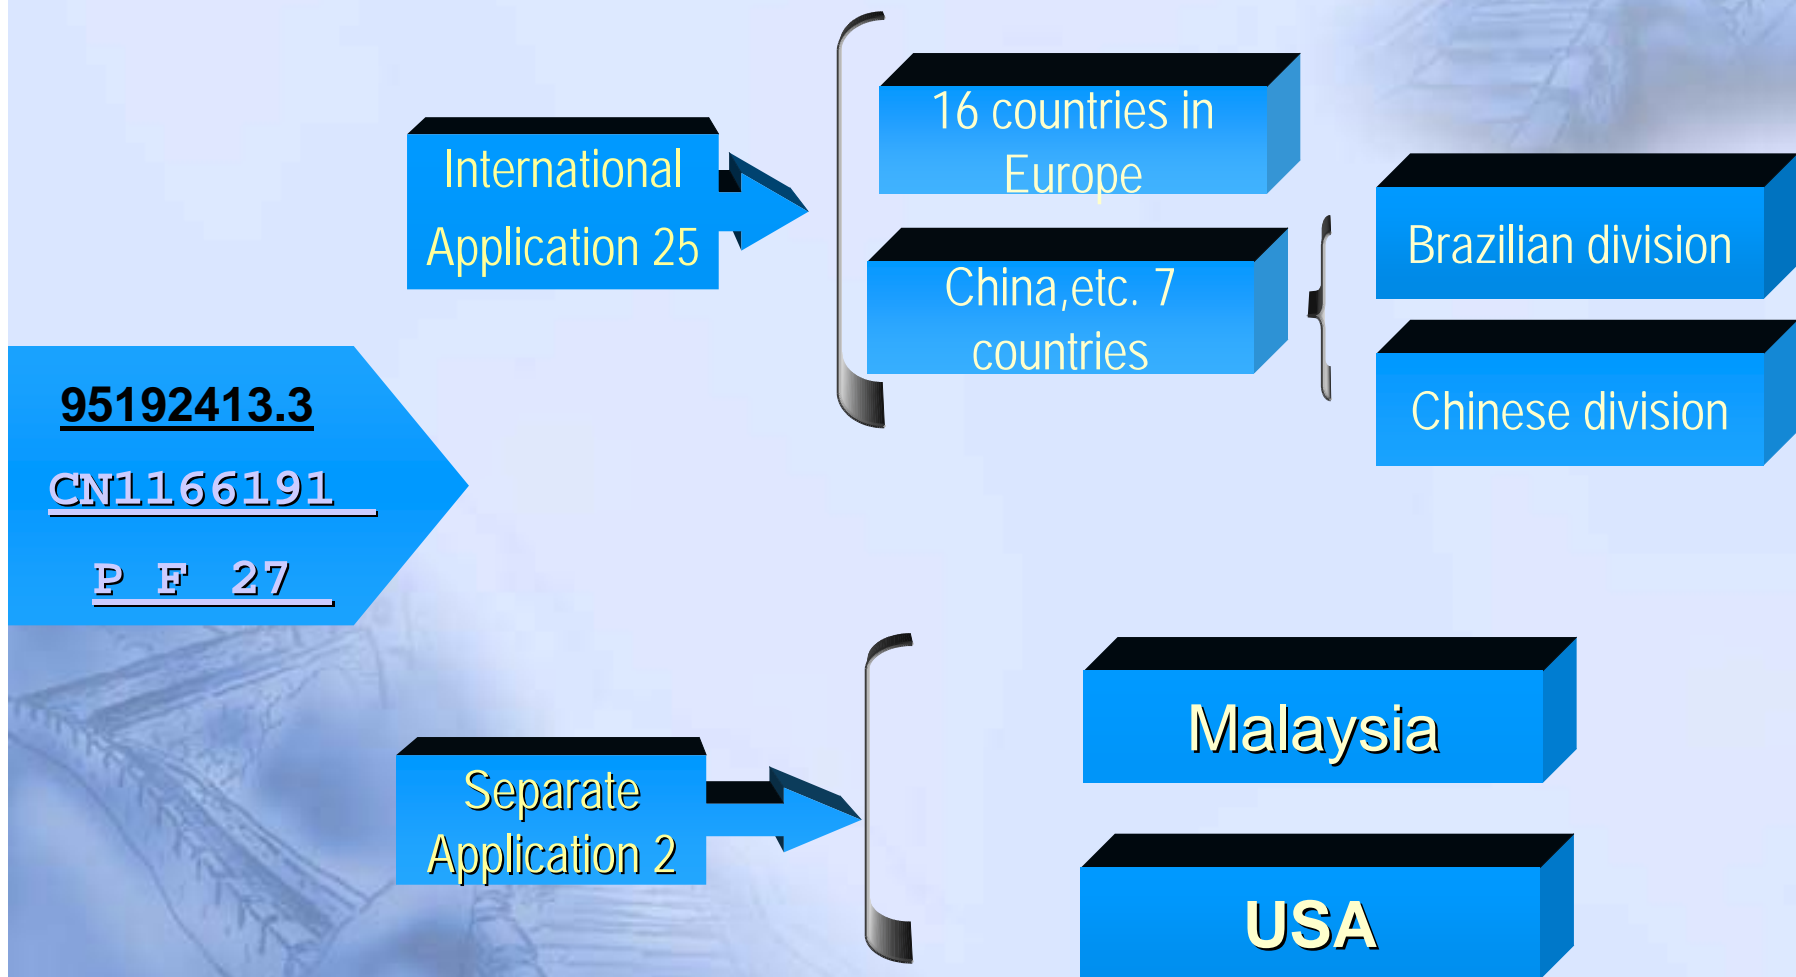 95192413.3
CN1166191
P F 27
International
Application 25
16 countries in
Europe
China,etc. 7
countries
Brazilian division
Chinese division
Separate
Application 2
Malaysia
USA